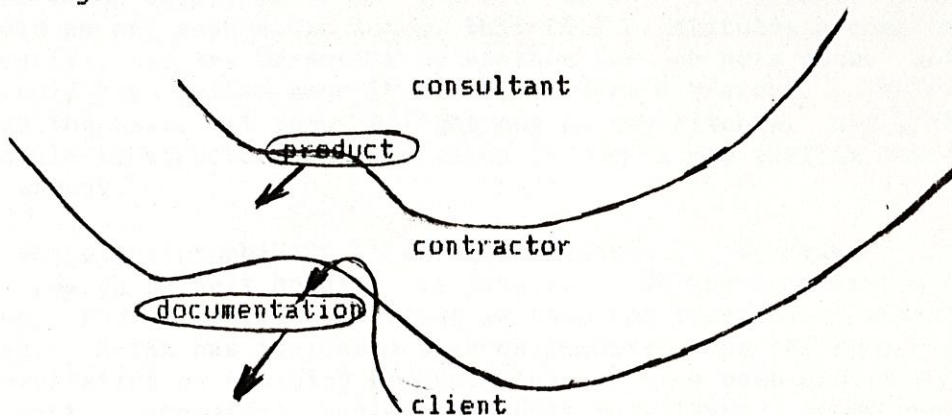 consultant
product
contractor
documentation
client